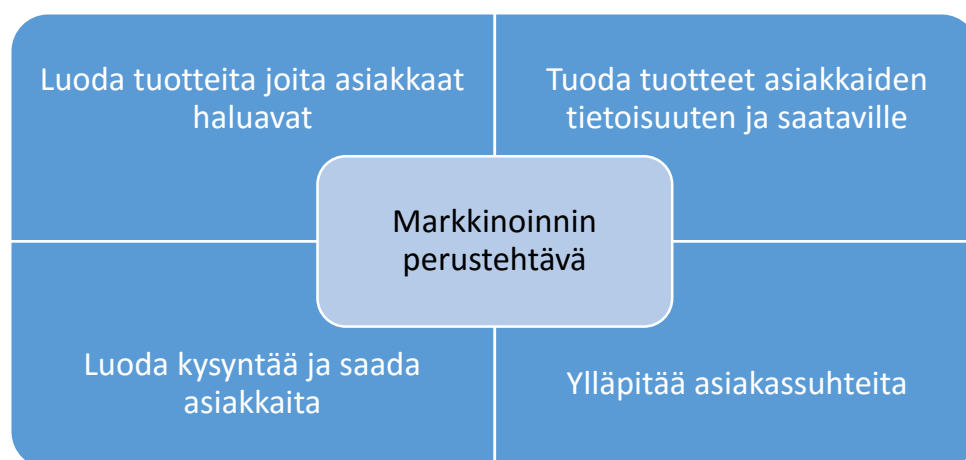 Luoda tuotteita joita asiakkaat
haluavat
Tuoda tuotteet asiakkaiden
tietoisuuten ja saataville
Markkinoinnin
perustehtävä
Luoda kysyntää ja saada
asiakkaita
Ylläpitää asiakassuhteita